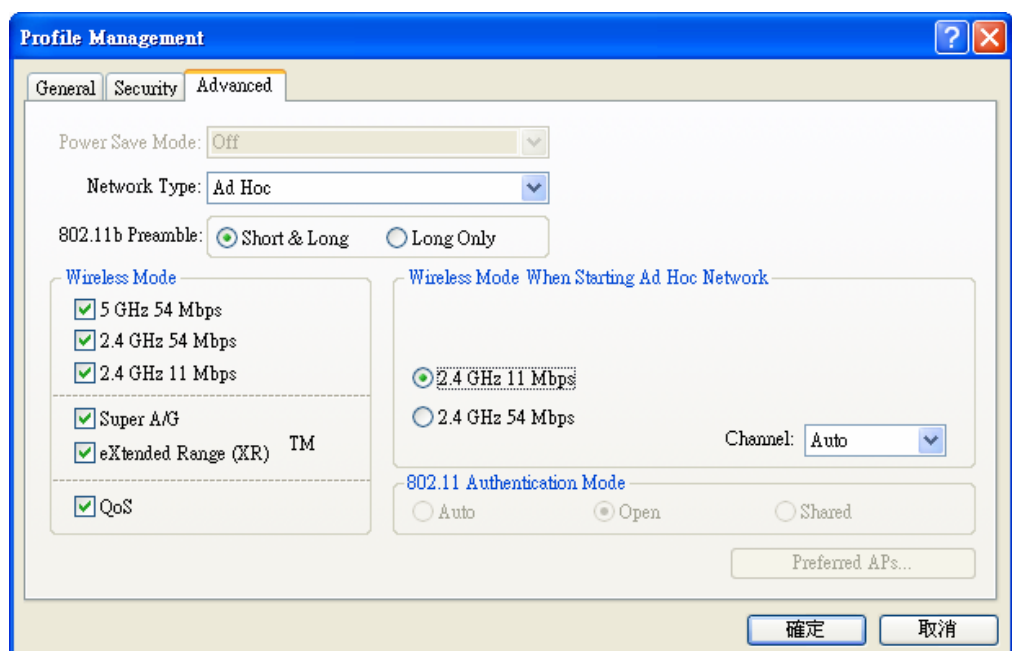 Profile Management
General Security Advanced
Power Save Mode: Off
Network Type: Ad Hoc
802.11b Preamble: Short & Long Long Only
Wireless Mode
5 GHz 54 Mbps
2.4 GHz 54 Mbps
2.4 GHz 11 Mbps
Super A/G
eXtended Range (XR) TM
QoS
Wireless Mode When Starting Ad Hoc Network
2.4 GHz 11 Mbps
2.4 GHz 54 Mbps
Channel: Auto
802.11 Authentication Mode
Auto Open Shared
Preferred APs...
確定 取消